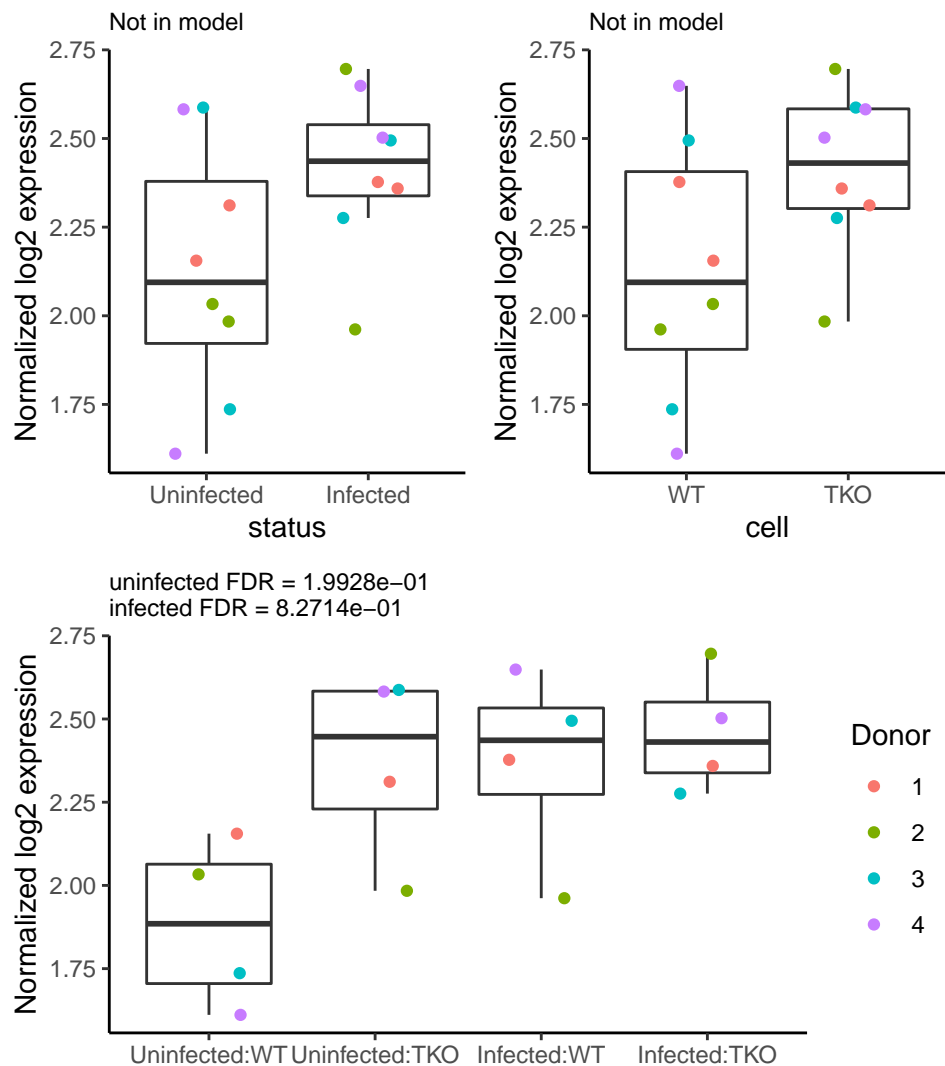 Not in model
Normalized log2 expression
2.75
2.50
2.25
2.00
1.75
Uninfected Infected
status
Not in model
Normalized log2 expression
2.75
2.50
2.25
2.00
1.75
WT TKO
cell
uninfected FDR = 1.9928e−01
infected FDR = 8.2714e−01
Normalized log2 expression
2.75
2.50
2.25
2.00
1.75
Uninfected:WT Uninfected:TKO Infected:WT Infected:TKO
Donor
1
2
3
4